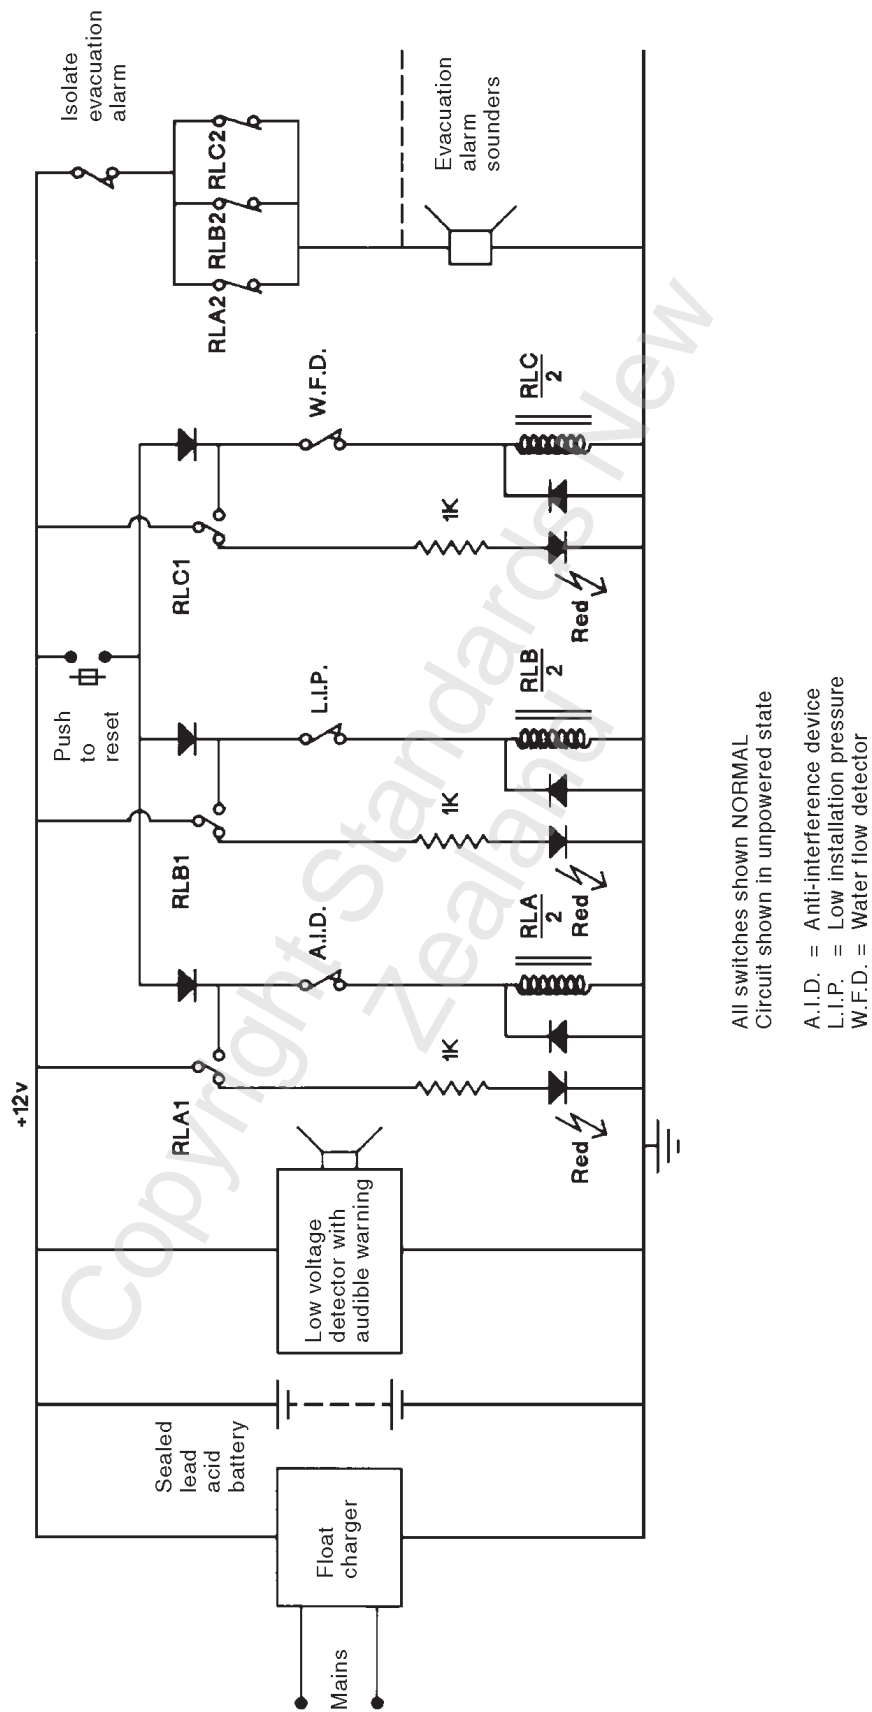 +12v
Isolate
evacuation
alarm
RLA2
RLB2
RLC2
Evacuation
alarm
sounders
Push
to
reset
RLA1
RLB1
RLC1
A.I.D.
L.I.P.
W.F.D.
1K
1K
1K
RLA
2
RLB
2
RLC
2
Red
Red
Red
Low voltage
detector with
audible warning
Sealed
lead
acid
battery
Float
charger
Mains
All switches shown NORMAL
Circuit shown in unpowered state
A.I.D. = Anti-interference device
L.I.P. = Low installation pressure
W.F.D. = Water flow detector
Copyright Standards New
Zealand